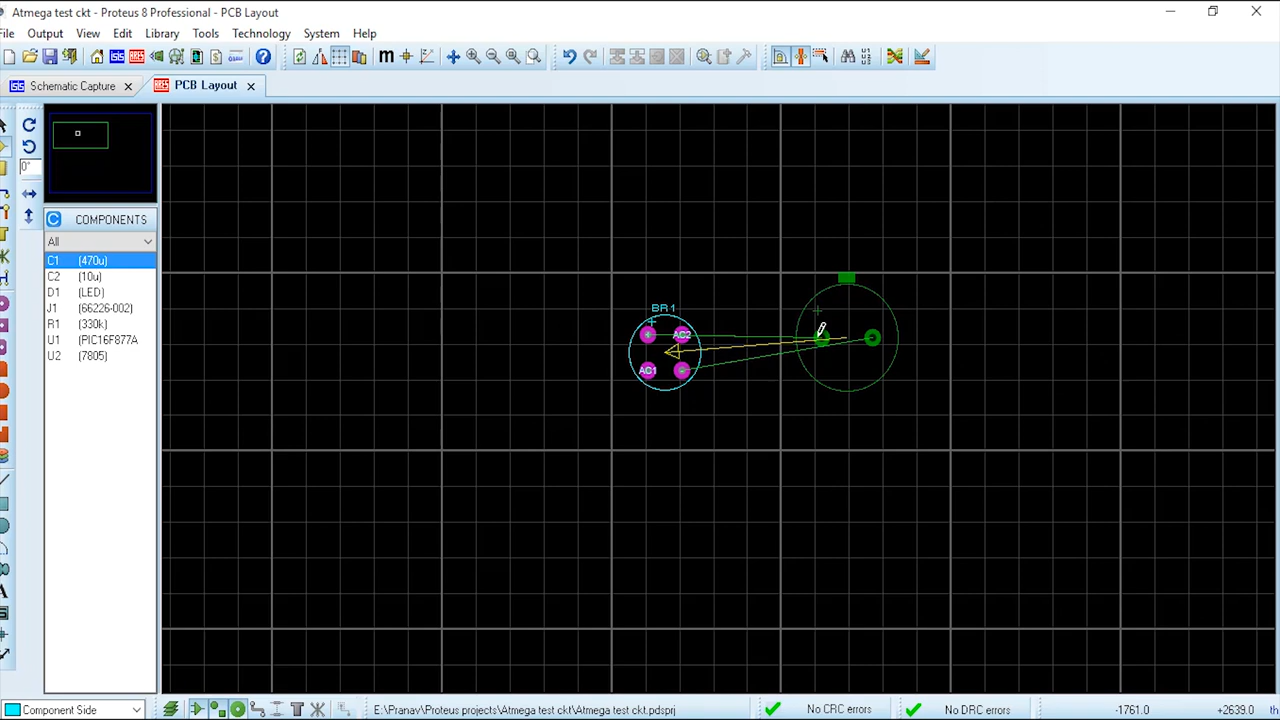 Atmega test ckt - Proteus 8 Professional - PCB Layout
File Output View Edit Library Tools Technology System Help
Schematic Capture
PCB Layout
0°
COMPONENTS
All
C1 (470u)
C2 (10u)
D1 (LED)
J1 (66226-002)
R1 (330k)
U1 (PIC16F877A
U2 (7805)
BR1
AC2
AC1
Component Side
E:\Pranav\Proteus projects\Atmega test ckt\Atmega test ckt.pdsprj
No CRC errors
No DRC errors
-1761.0
+2639.0